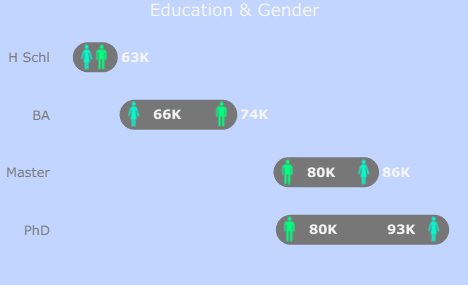 Education & Gender
H Schl 63K
BA 66K 74K
Master 80K 86K
PhD 80K 93K